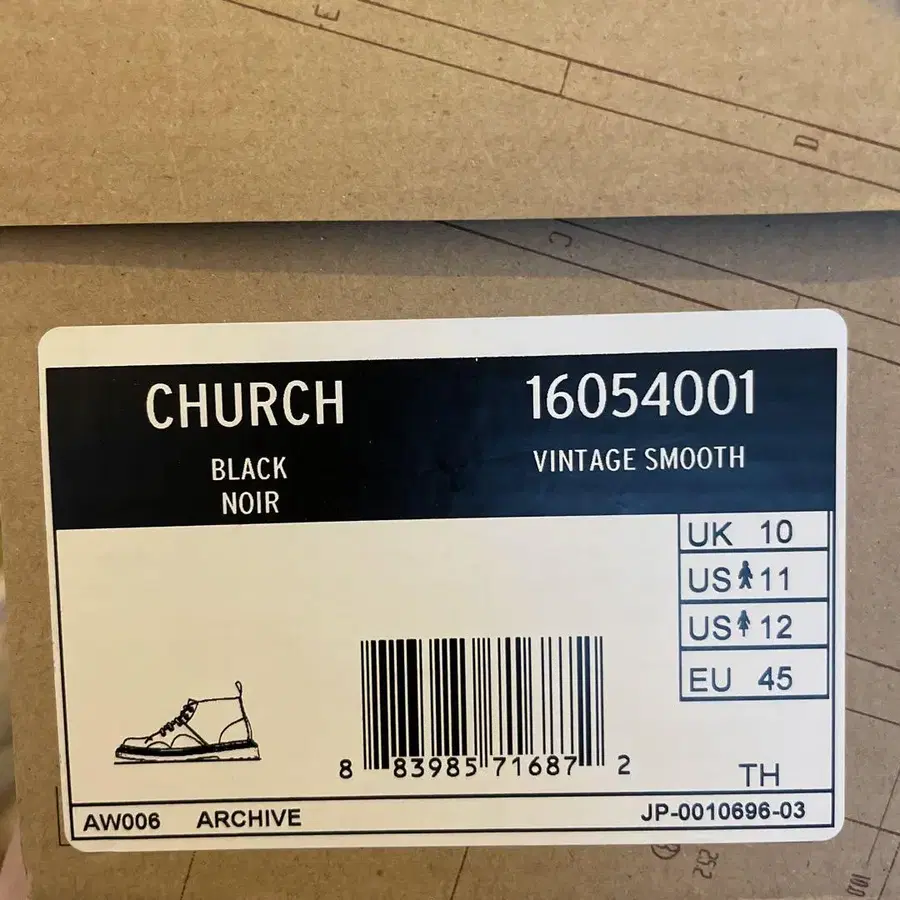 E
D
C
CHURCH
16054001
BLACK
NOIR
VINTAGE SMOOTH
UK 10
US 11
US 12
EU 45
8 83985 71687 2
TH
AW006 ARCHIVE JP-0010696-03
252